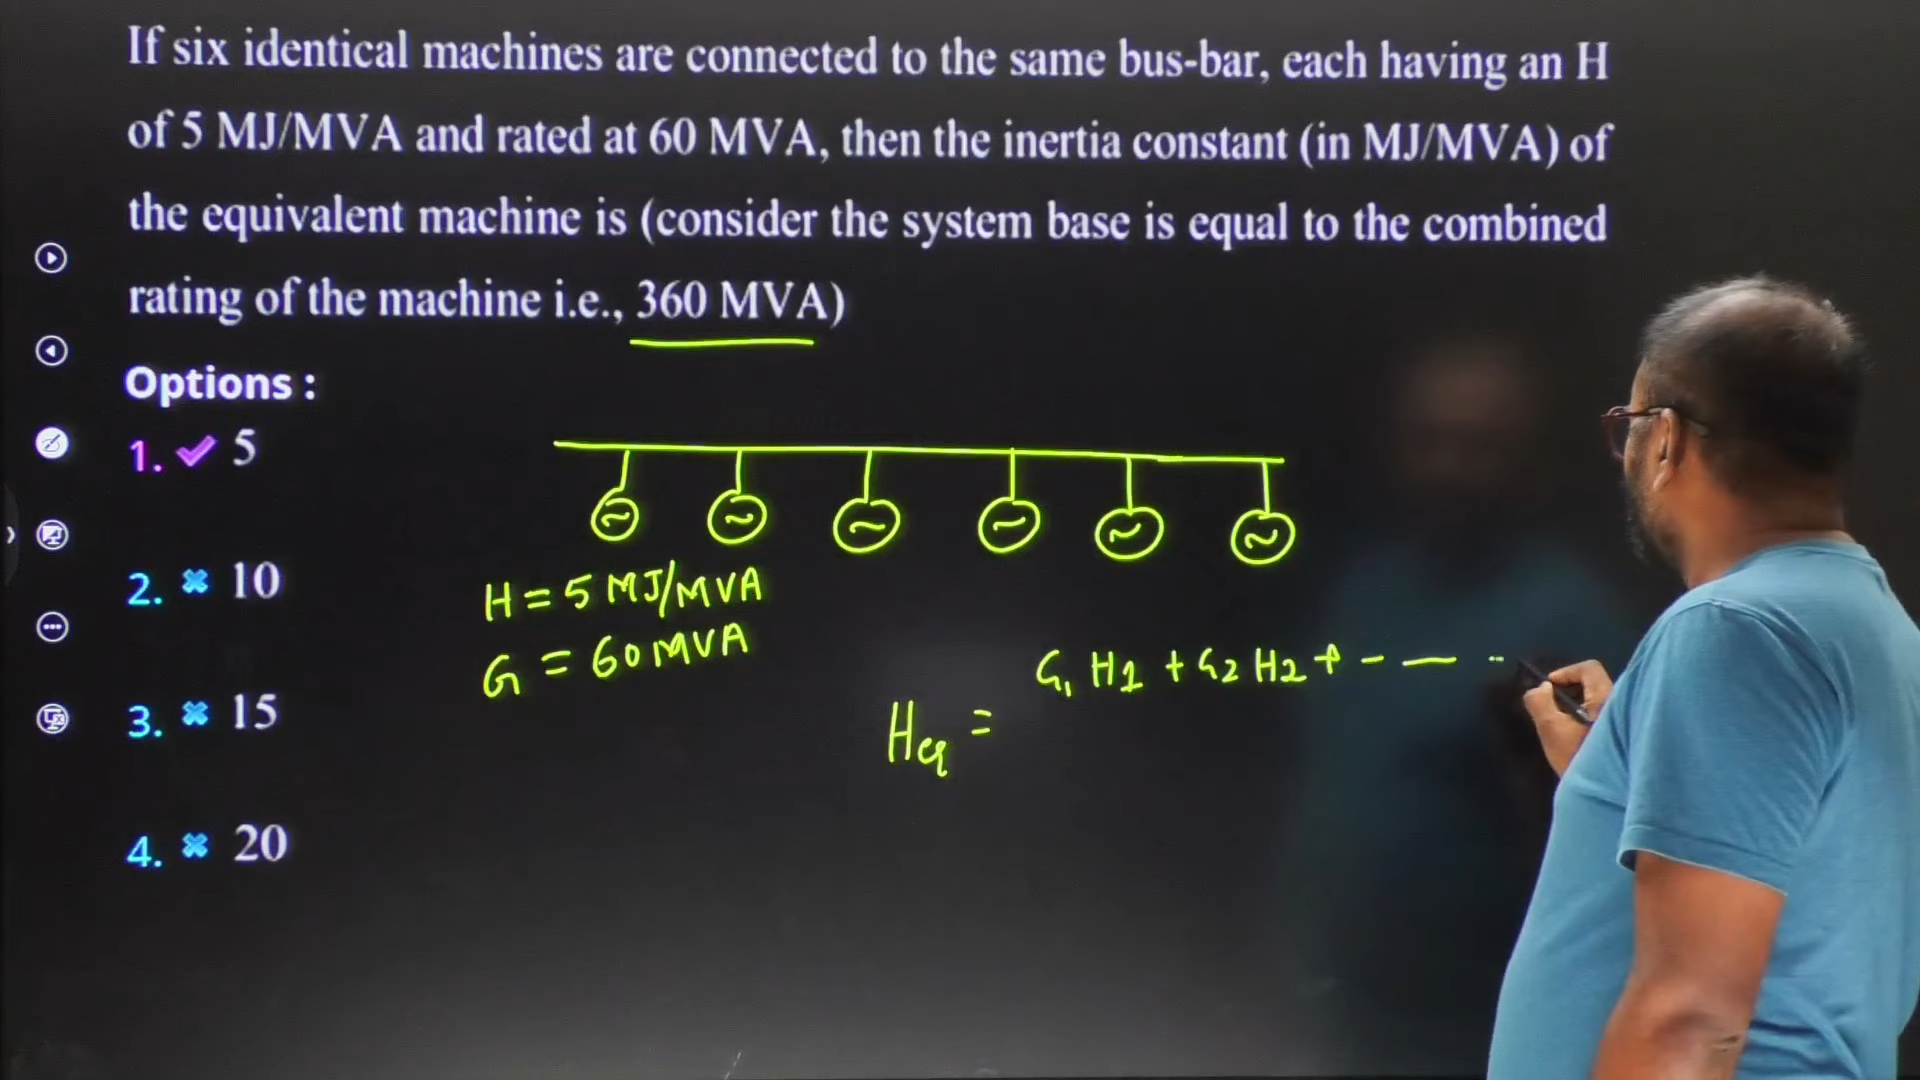 If six identical machines are connected to the same bus-bar, each having an H
of 5 MJ/MVA and rated at 60 MVA, then the inertia constant (in MJ/MVA) of
the equivalent machine is (consider the system base is equal to the combined
rating of the machine i.e., 360 MVA)
Options :
1. ✔ 5
2. ✖ 10
3. ✖ 15
4. ✖ 20
H = 5 MJ/MVA
G = 60 MVA
G1 H1 + G2 H2 + - — -
Heq =